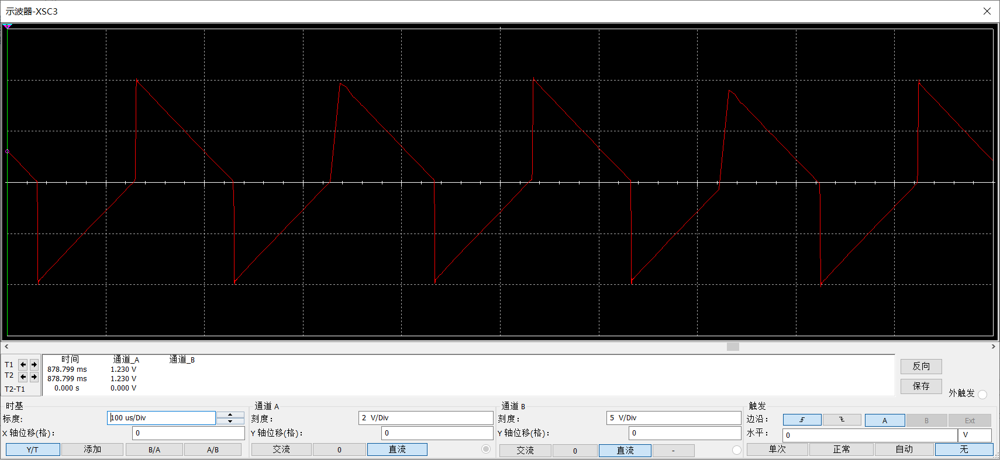 示波器-XSC3
时间 通道_A 通道_B
T1 878.799 ms 1.230 V
T2 878.799 ms 1.230 V
T2-T1 0.000 s 0.000 V
反向
保存
外触发
时基
标度: 100 us/Div
X 轴位移(格): 0
Y/T 添加 B/A A/B
通道 A
刻度: 2 V/Div
Y 轴位移(格): 0
交流 0 直流
通道 B
刻度: 5 V/Div
Y 轴位移(格): 0
交流 0 直流 -
触发
边沿: A B Ext
水平: 0 V
单次 正常 自动 无